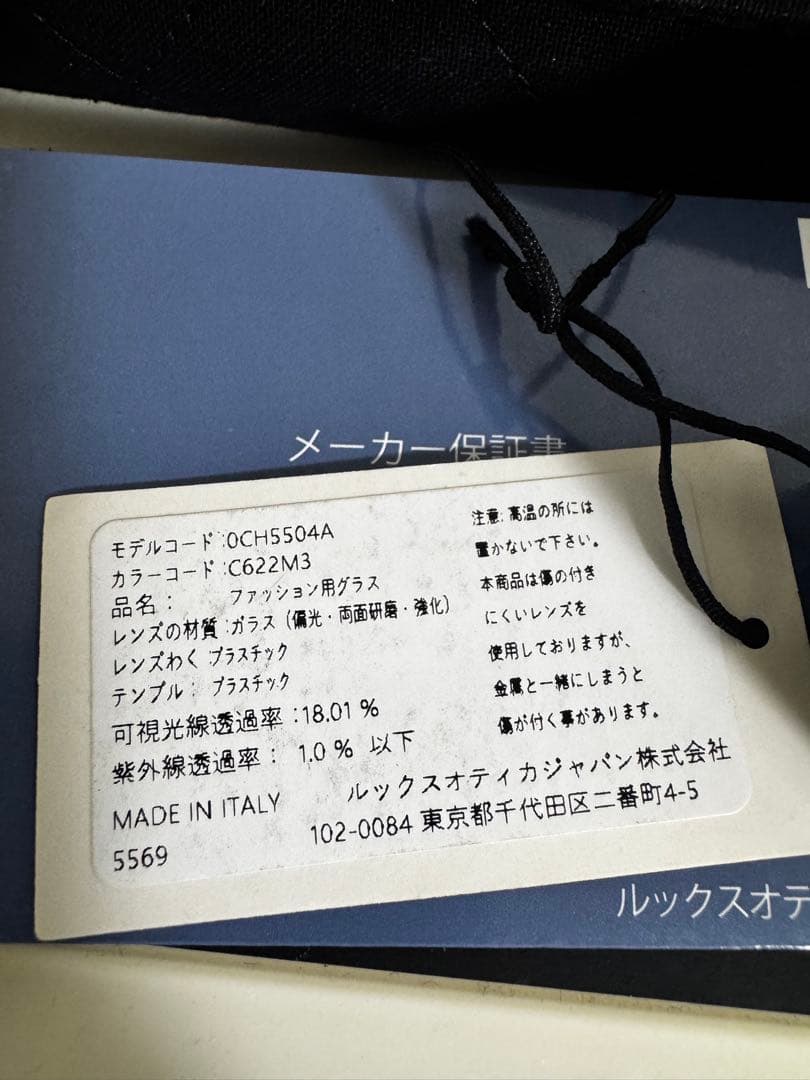 メーカー保証書
モデルコード :0CH5504A
カラーコード :C622M3
品名: ファッション用グラス
レンズの材質 :ガラス (偏光・両面研磨・強化)
レンズわく :プラスチック
テンプル: プラスチック
可視光線透過率 :18.01 %
紫外線透過率: 1.0 % 以下
注意: 高温の所には
置かないで下さい。
本商品は傷の付き
にくいレンズを
使用しておりますが、
金属と一緒にしまうと
傷が付く事があります。
MADE IN ITALY
5569
ルックスオティカジャパン株式会社
102-0084 東京都千代田区二番町4-5
ルックスオテ